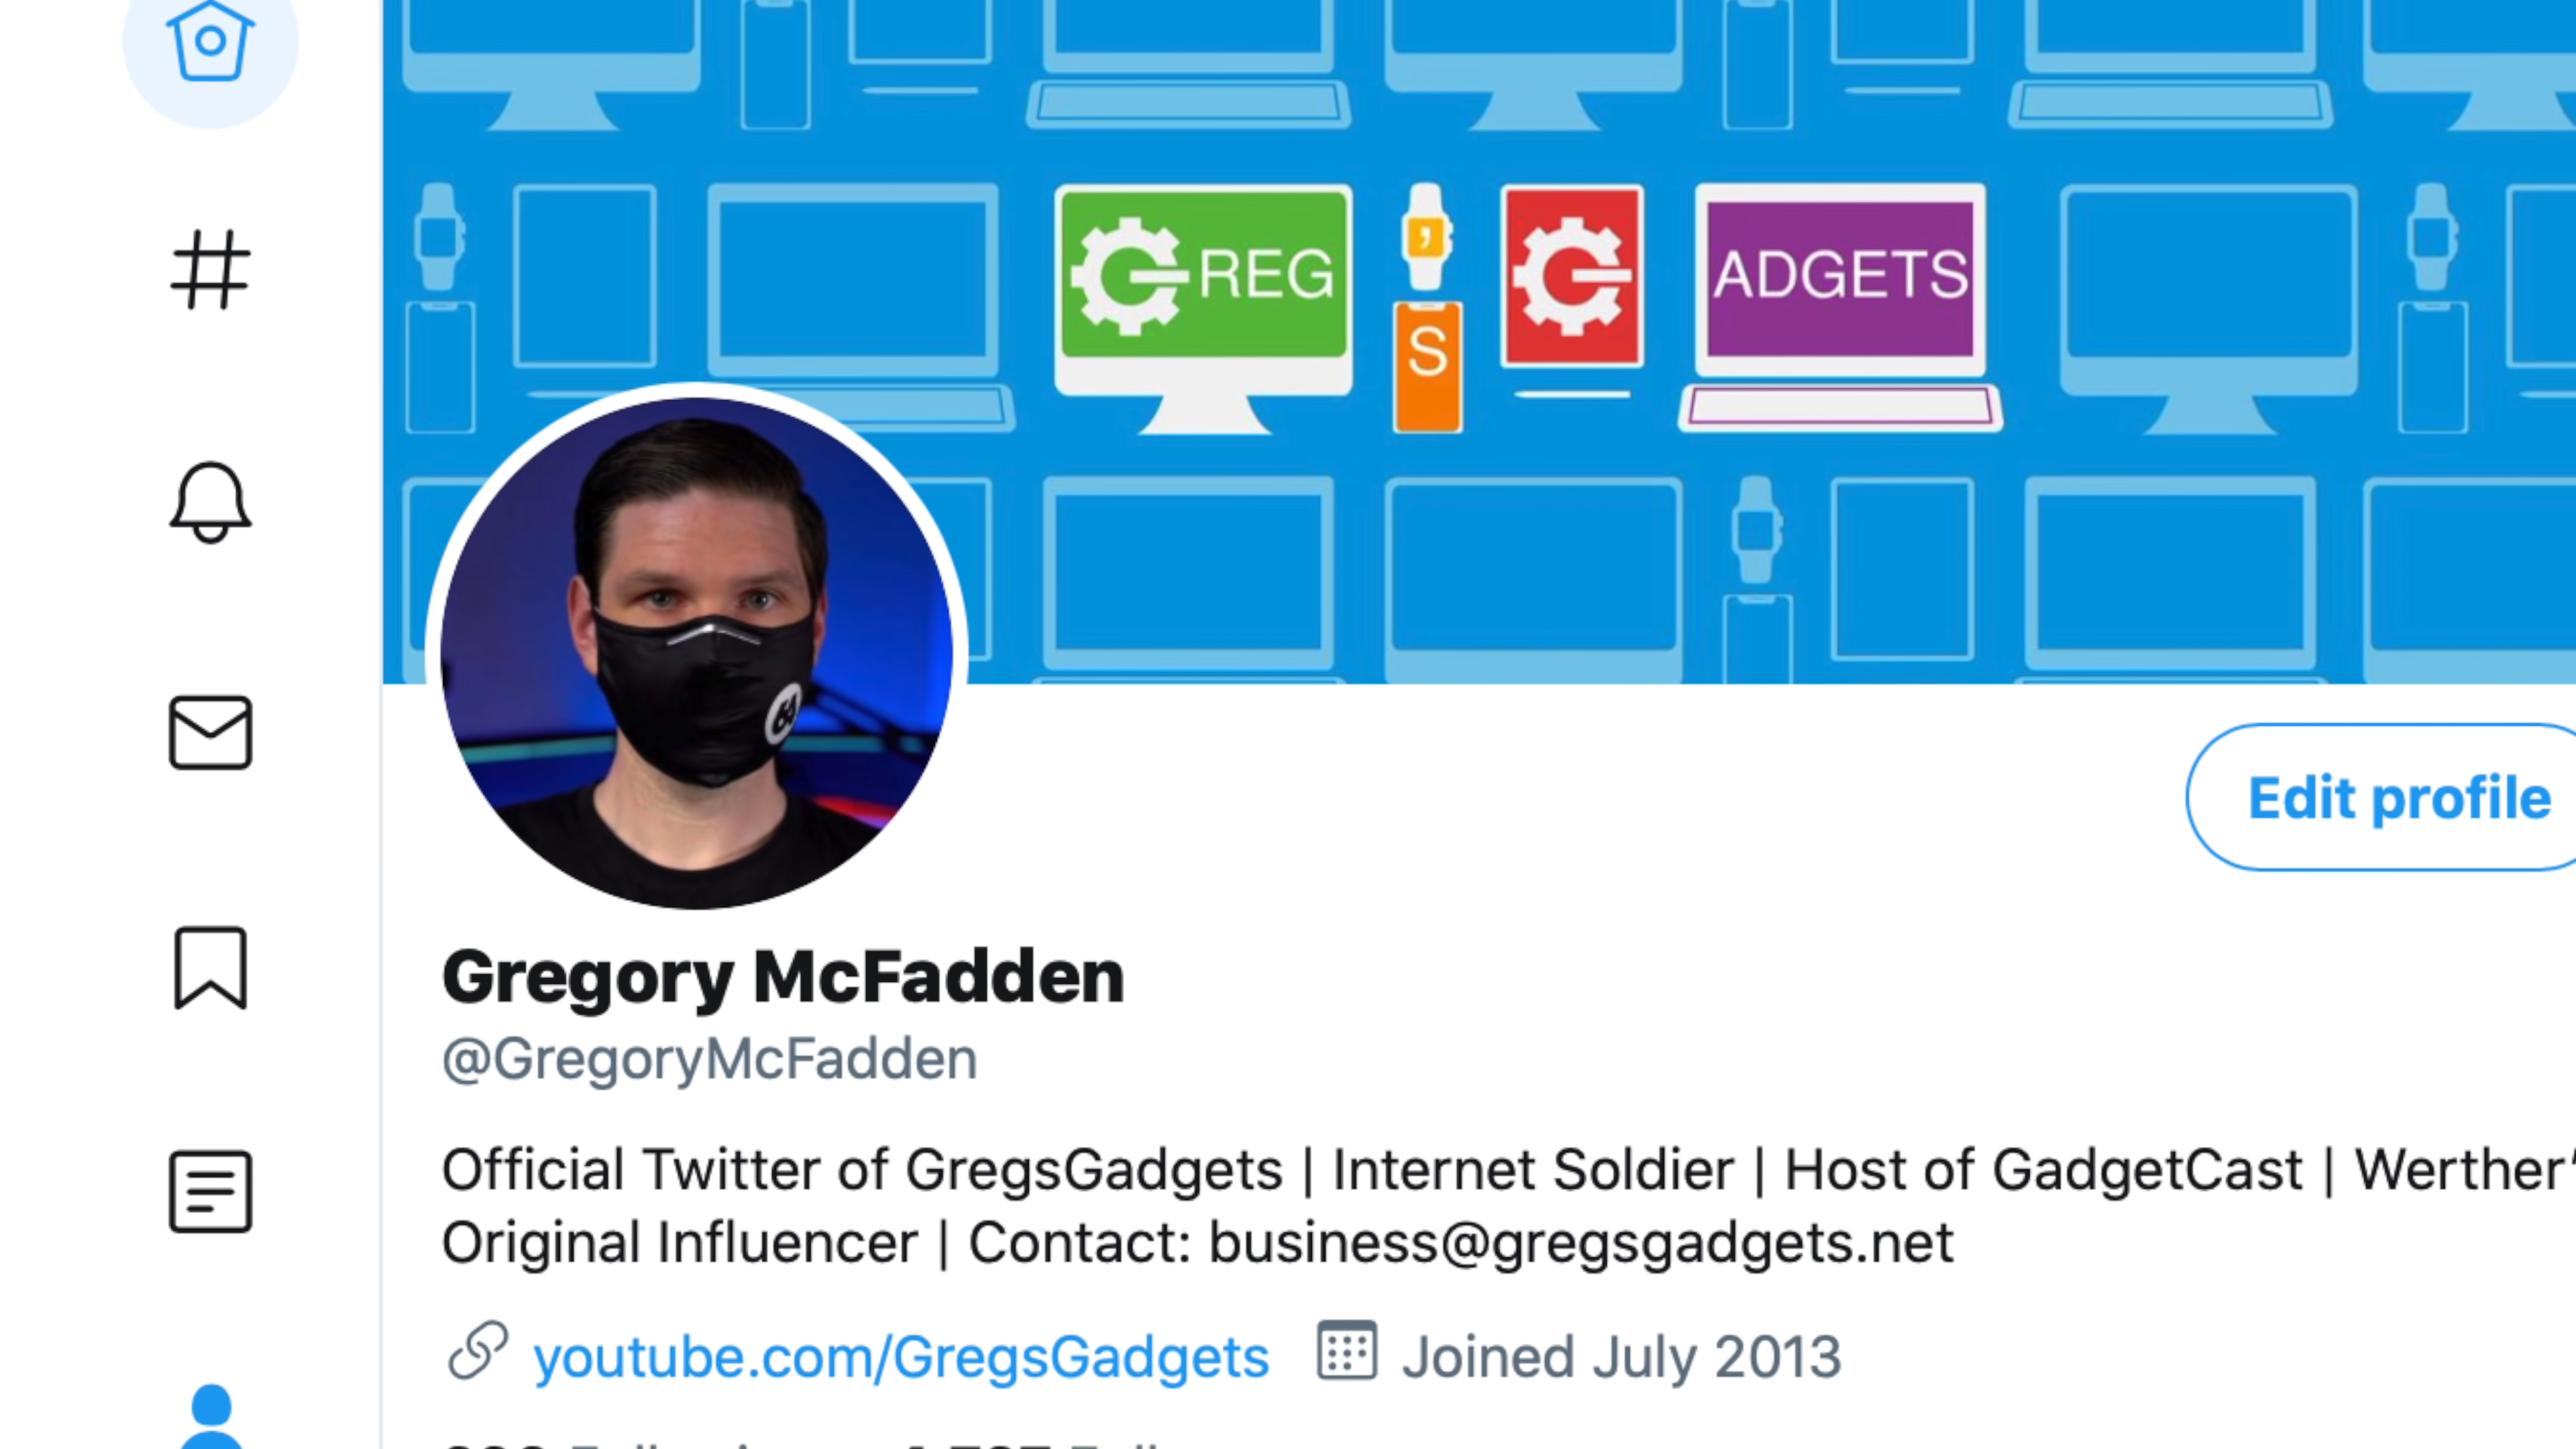 REG
,
S
ADGETS
64
Edit profile
Gregory McFadden
@GregoryMcFadden
Official Twitter of GregsGadgets | Internet Soldier | Host of GadgetCast | Werther'
Original Influencer | Contact: business@gregsgadgets.net
youtube.com/GregsGadgets
Joined July 2013